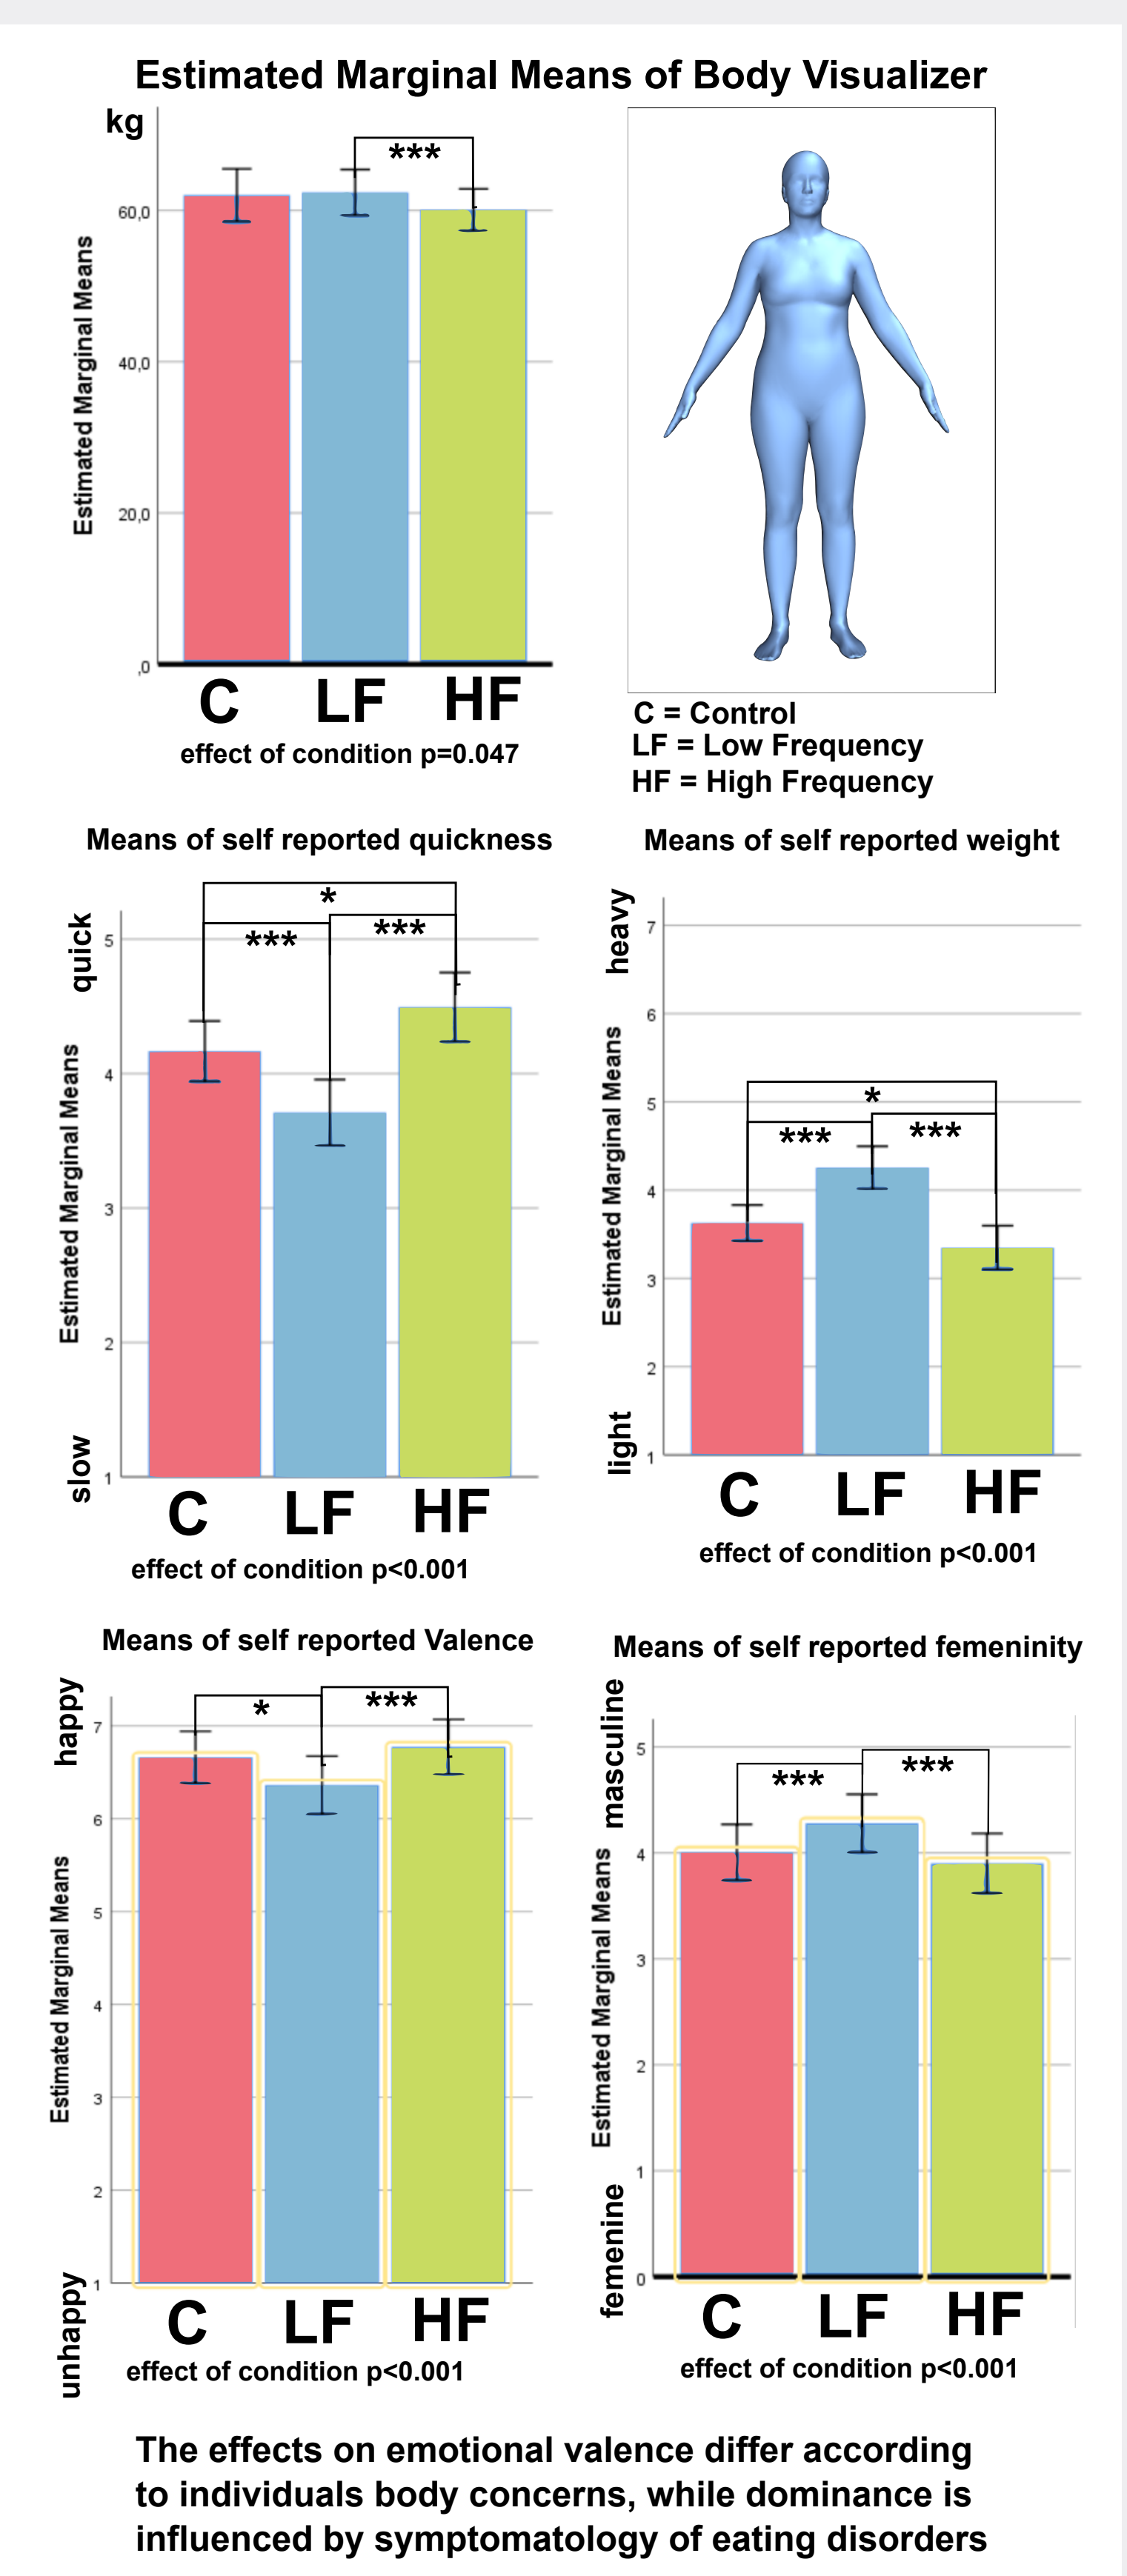 Estimated Marginal Means of Body Visualizer
kg
***
60,0
40,0
20,0
,0
Estimated Marginal Means
C LF HF
effect of condition p=0.047
C = Control
LF = Low Frequency
HF = High Frequency
Means of self reported quickness
quick
*
***
***
5
4
3
2
1
Estimated Marginal Means
slow
C LF HF
effect of condition p<0.001
Means of self reported weight
heavy
7
6
5
4
3
2
1
*
***
***
Estimated Marginal Means
light
C LF HF
effect of condition p<0.001
Means of self reported Valence
happy
*
***
7
6
5
4
3
2
1
Estimated Marginal Means
unhappy
C LF HF
effect of condition p<0.001
Means of self reported femeninity
masculine
***
***
5
4
3
2
1
0
Estimated Marginal Means
femenine
C LF HF
effect of condition p<0.001
The effects on emotional valence differ according
to individuals body concerns, while dominance is
influenced by symptomatology of eating disorders